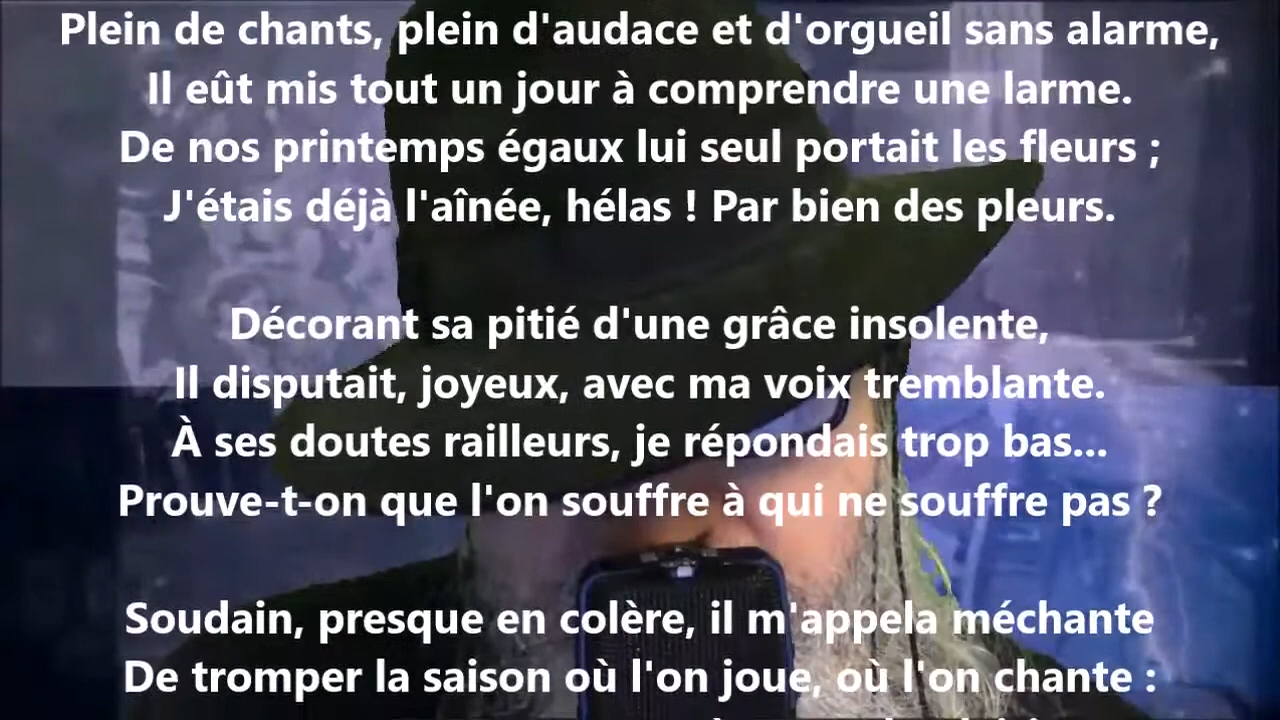 Plein de chants, plein d'audace et d'orgueil sans alarme,
Il eût mis tout un jour à comprendre une larme.
De nos printemps égaux lui seul portait les fleurs ;
J'étais déjà l'aînée, hélas ! Par bien des pleurs.
Décorant sa pitié d'une grâce insolente,
Il disputait, joyeux, avec ma voix tremblante.
À ses doutes railleurs, je répondais trop bas...
Prouve-t-on que l'on souffre à qui ne souffre pas ?
Soudain, presque en colère, il m'appela méchante
De tromper la saison où l'on joue, où l'on chante :